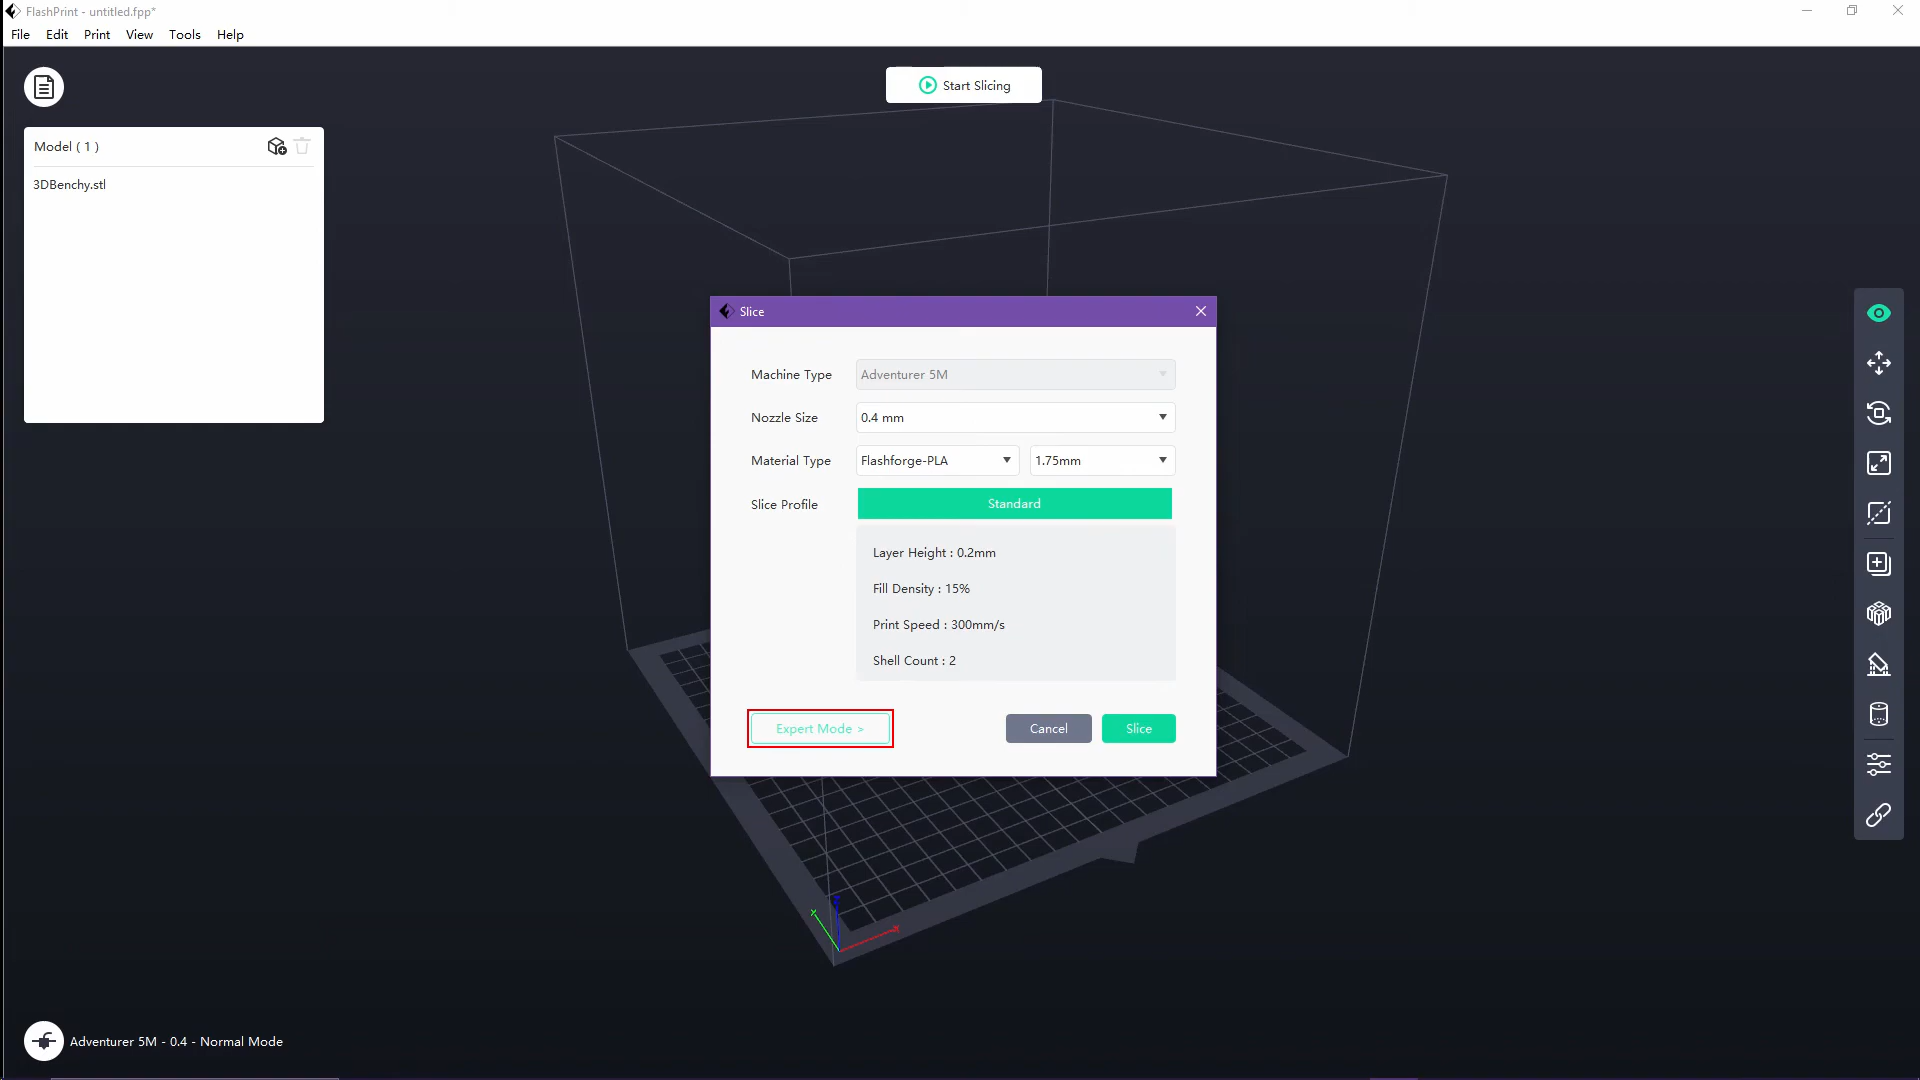 FlashPrint - untitled.fpp*
File Edit Print View Tools Help
Start Slicing
Model ( 1 )
3DBenchy.stl
Slice
Machine Type Adventurer 5M
Nozzle Size 0.4 mm
Material Type Flashforge-PLA 1.75mm
Slice Profile Standard
Layer Height : 0.2mm
Fill Density : 15%
Print Speed : 300mm/s
Shell Count : 2
Expert Mode > Cancel Slice
Adventurer 5M - 0.4 - Normal Mode